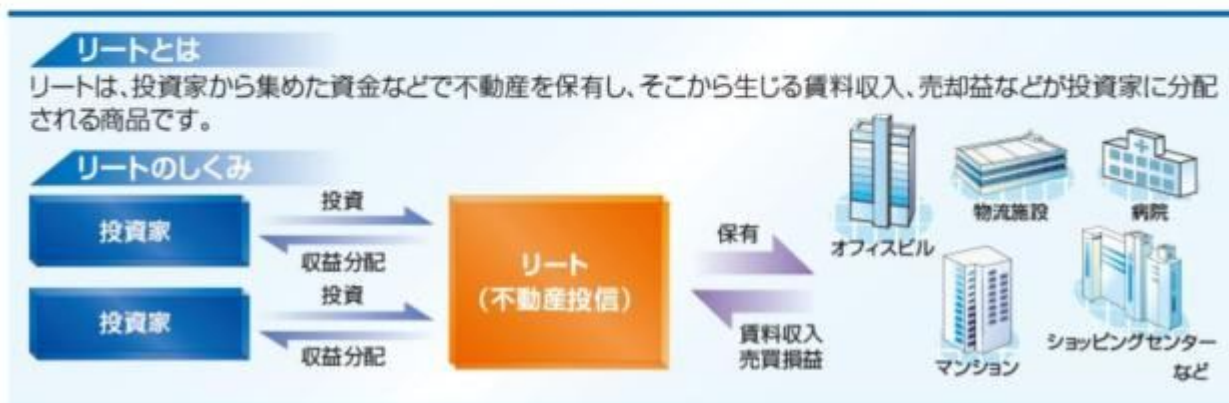 リートとは
リートは、投資家から集めた資金などで不動産を保有し、そこから生じる賃料収入、売却益などが投資家に分配
される商品です。
リートのしくみ
投資家
投資
収益分配
投資家
投資
収益分配
リート
(不動産投信)
保有
賃料収入
売買損益
オフィスビル
物流施設
病院
マンション
ショッピングセンター
など